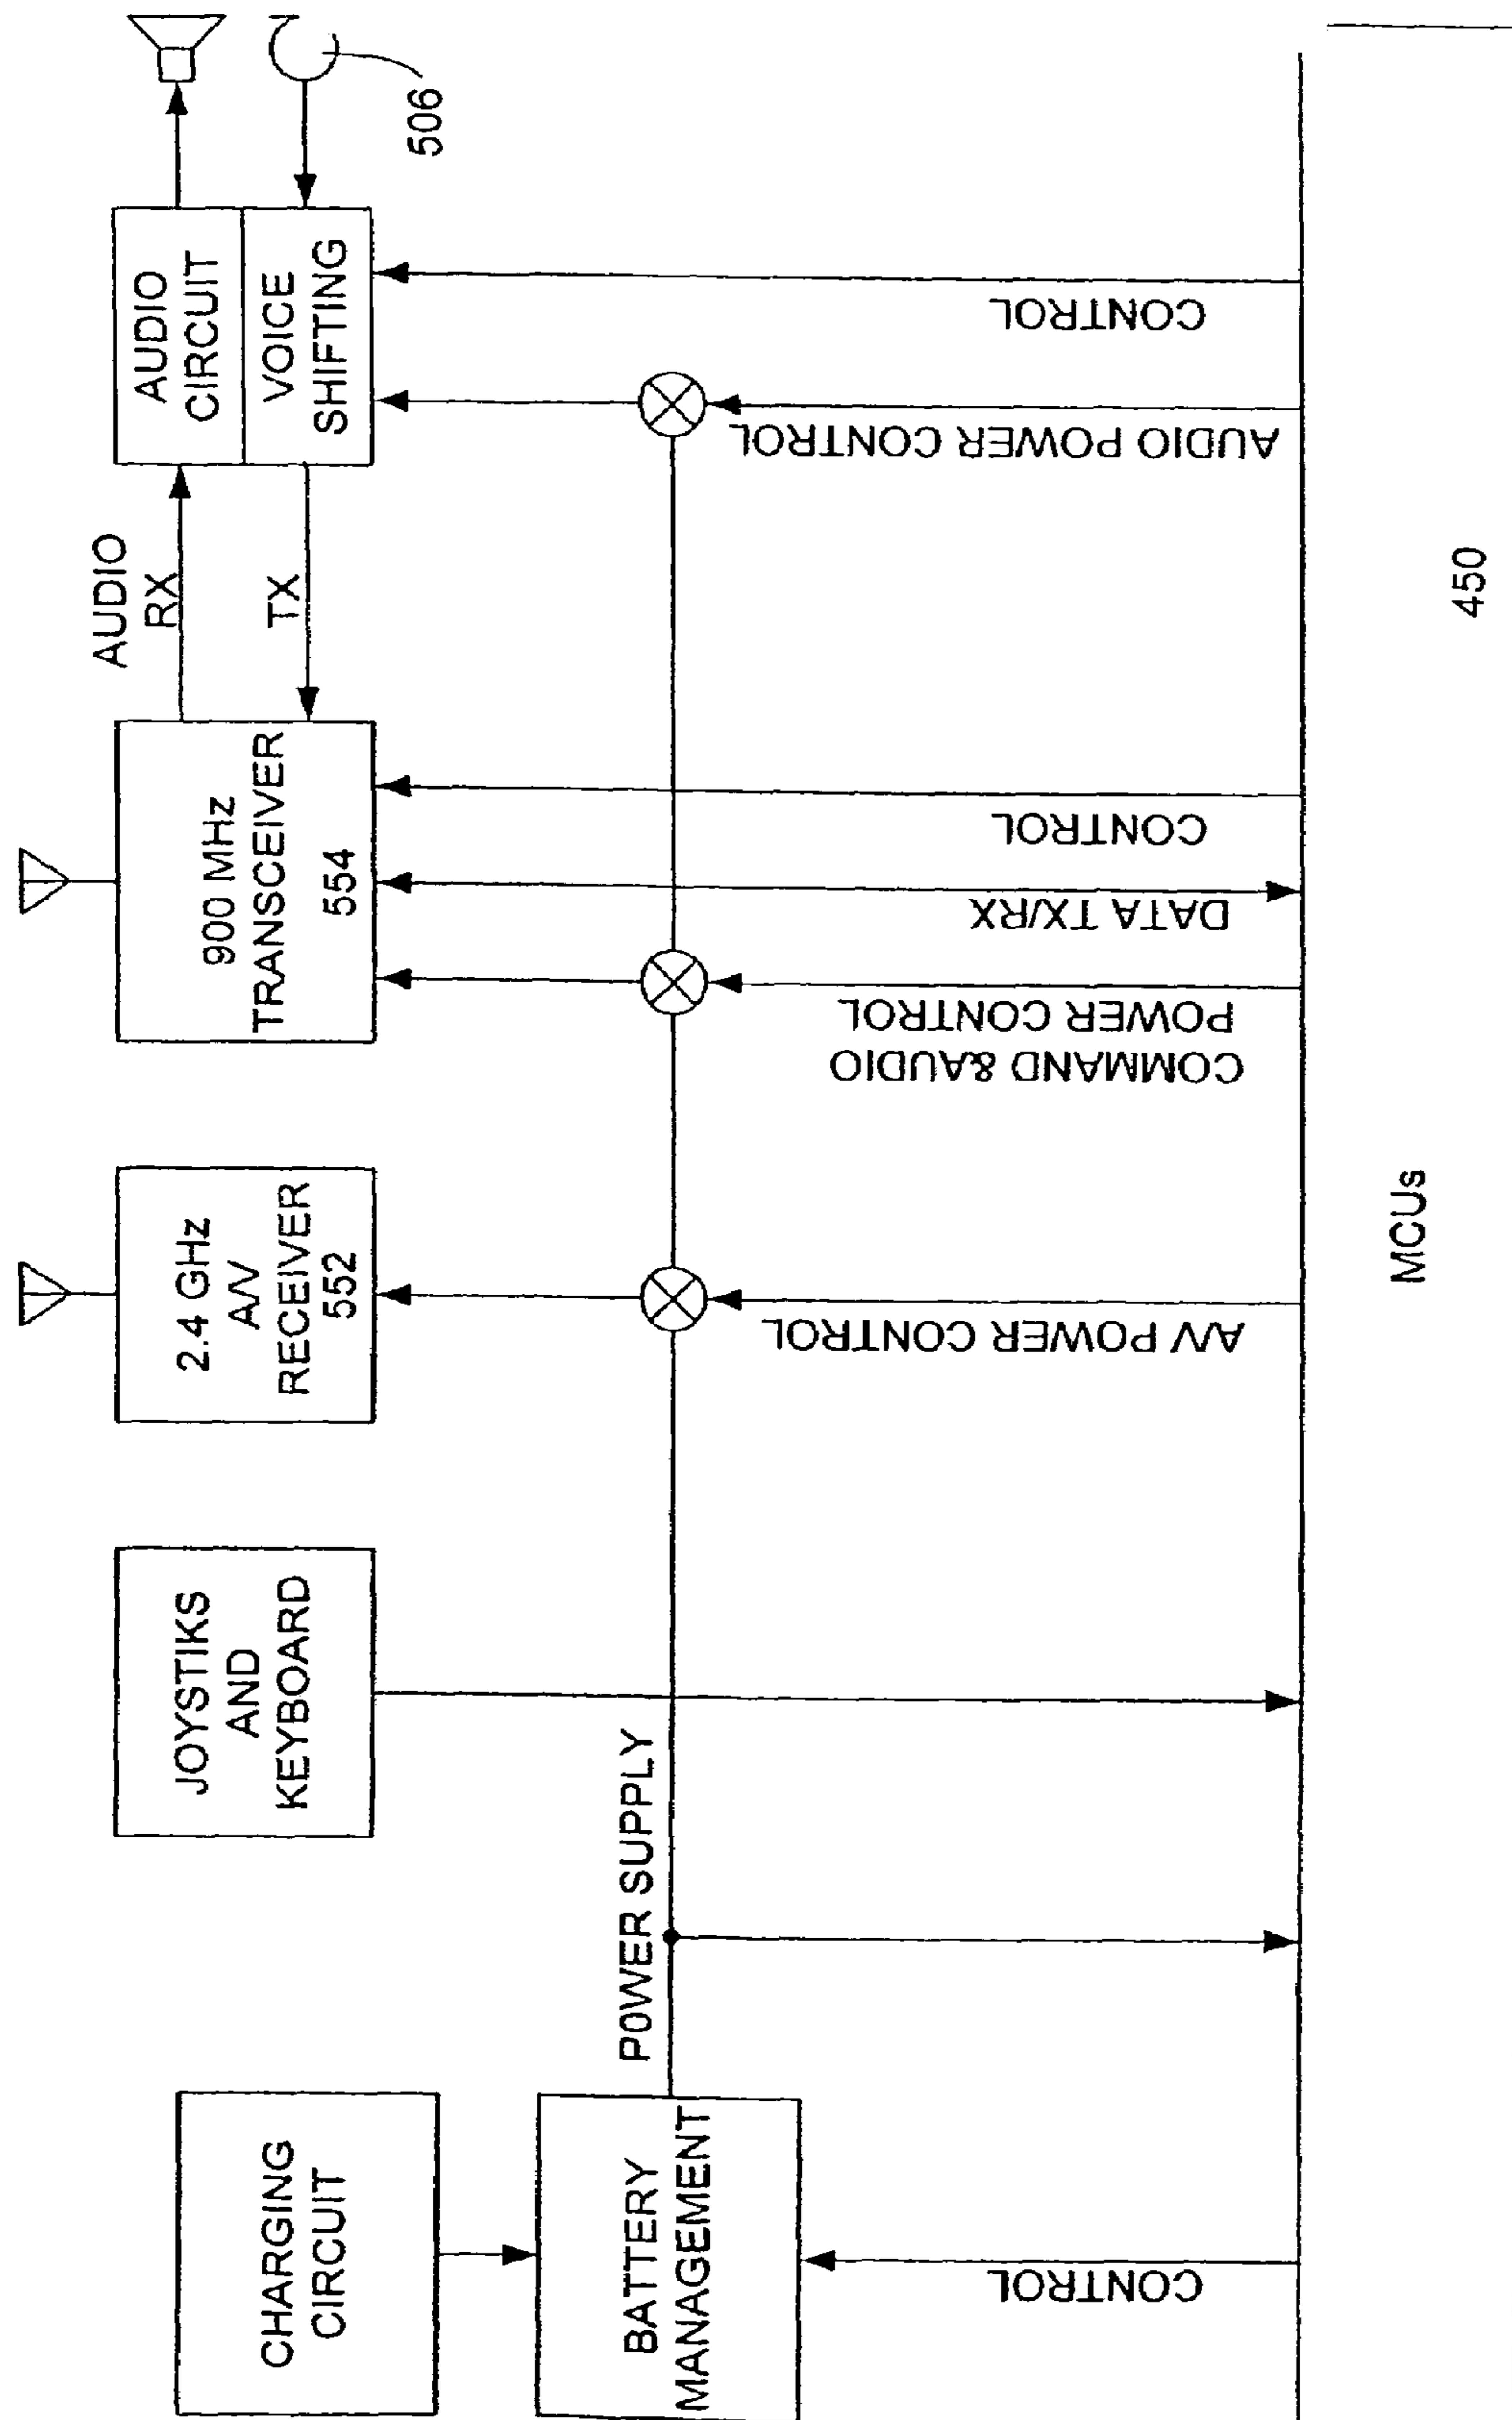 CHARGING
CIRCUIT
BATTERY
MANAGEMENT
POWER SUPPLY
CONTROL
JOYSTIKS
AND
KEYBOARD
2.4 GHz
A/V
RECEIVER
552
A/V POWER CONTROL
900 MHz
TRANSCEIVER
554
COMMAND &AUDIO
POWER CONTROL
DATA TX/RX
CONTROL
AUDIO
RX
TX
AUDIO
CIRCUIT
VOICE
SHIFTING
506
AUDIO POWER CONTROL
CONTROL
MCUs
450